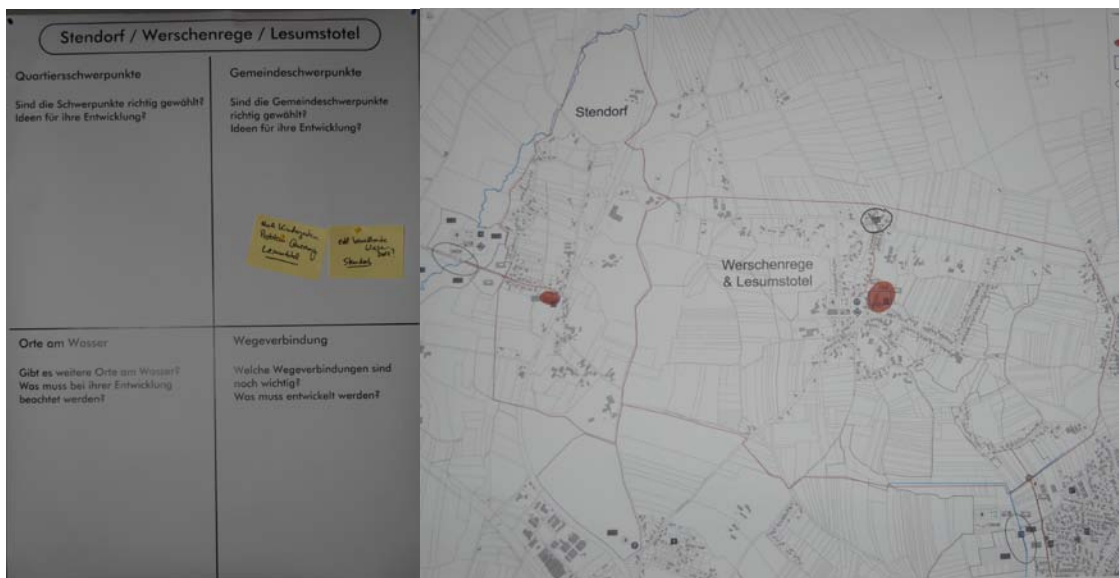 Stendorf / Werschenrege / Lesumstotel
Quartiersschwerpunkte
Sind die Schwerpunkte richtig gewählt?
Ideen für ihre Entwicklung?
Gemeindeschwerpunkte
Sind die Gemeindeschwerpunkte
richtig gewählt?
Ideen für ihre Entwicklung?
Lesumstotel
Stendorf
Orte am Wasser
Gibt es weitere Orte am Wasser?
Was muss bei ihrer Entwicklung
beachtet werden?
Wegeverbindung
Welche Wegeverbindungen sind
noch wichtig?
Was muss entwickelt werden?
Stendorf
Werschenrege
& Lesumstotel